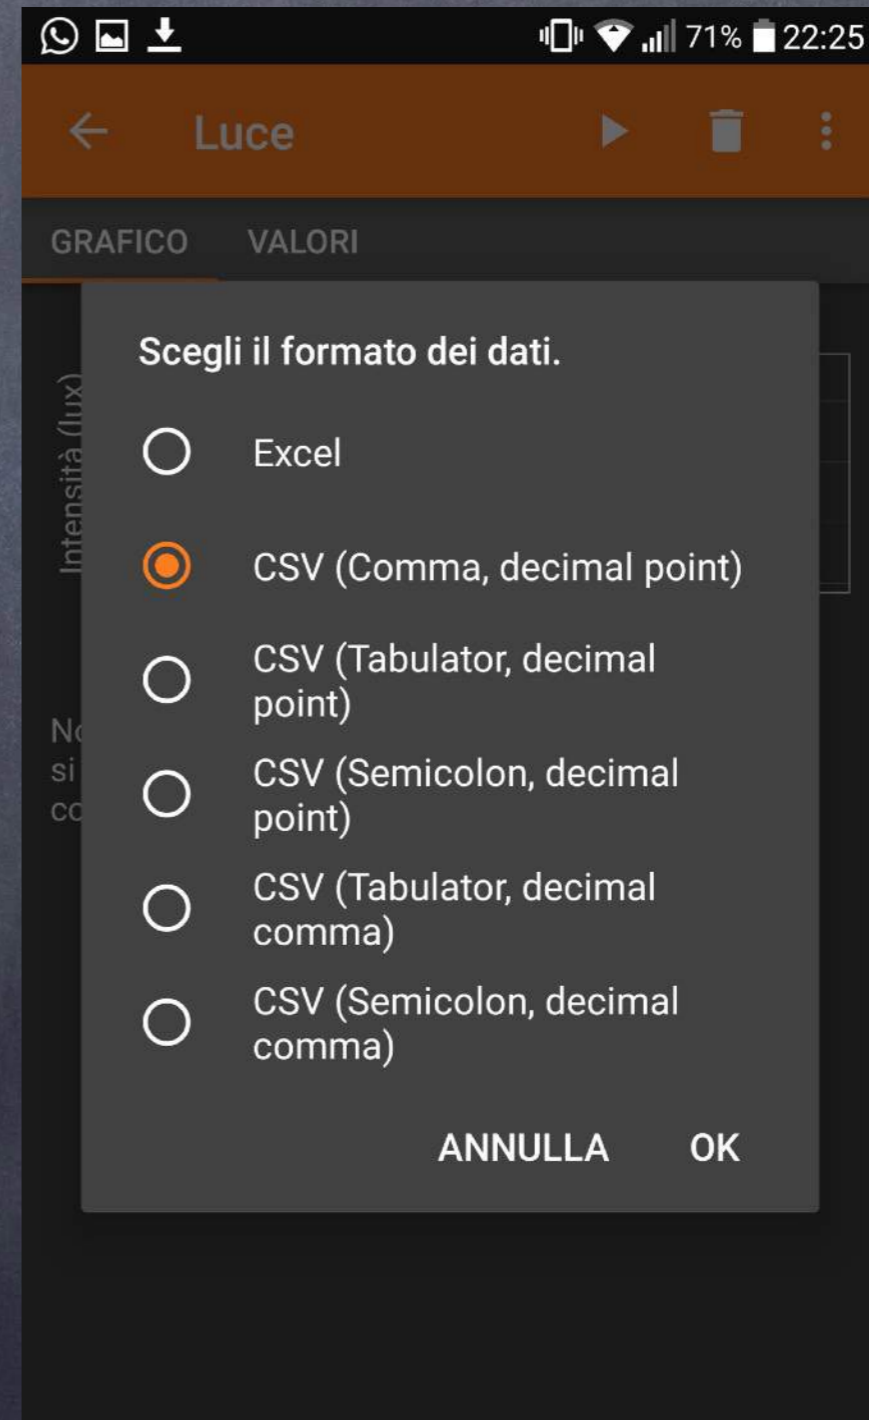 71% 22:25
Luce
GRAFICO VALORI
Scegli il formato dei dati.
Intensità (lux)
Excel
CSV (Comma, decimal point)
CSV (Tabulator, decimal
point)
CSV (Semicolon, decimal
point)
CSV (Tabulator, decimal
comma)
CSV (Semicolon, decimal
comma)
si
ANNULLA OK